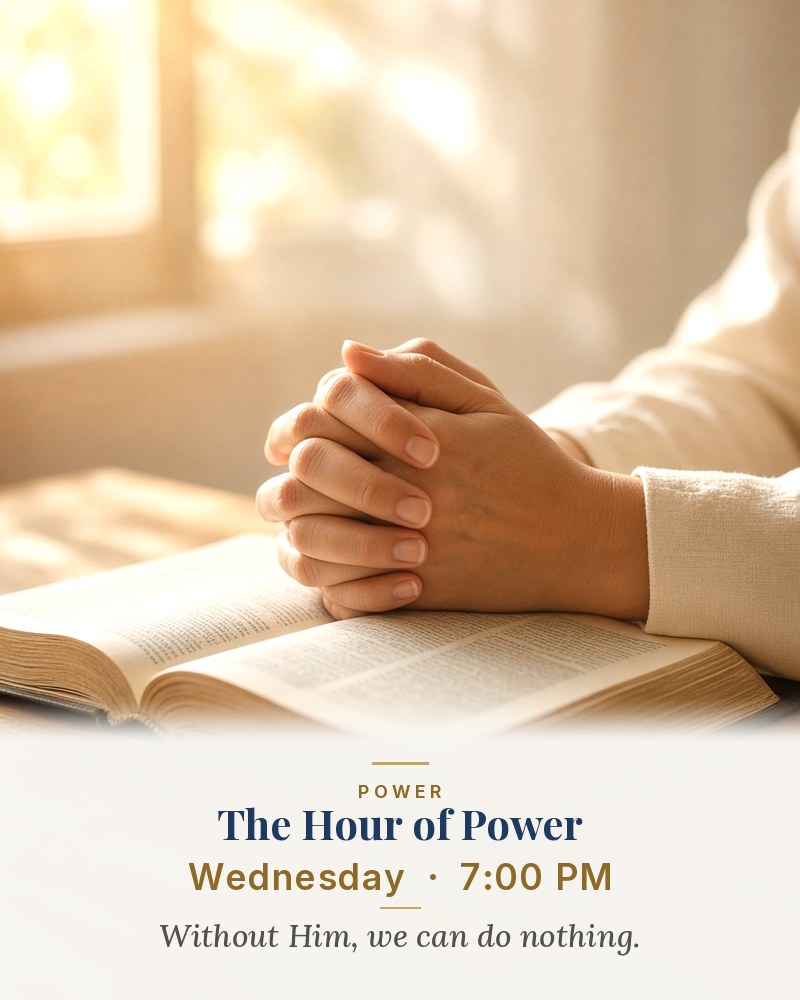 POWER
The Hour of Power
Wednesday · 7:00 PM
Without Him, we can do nothing.